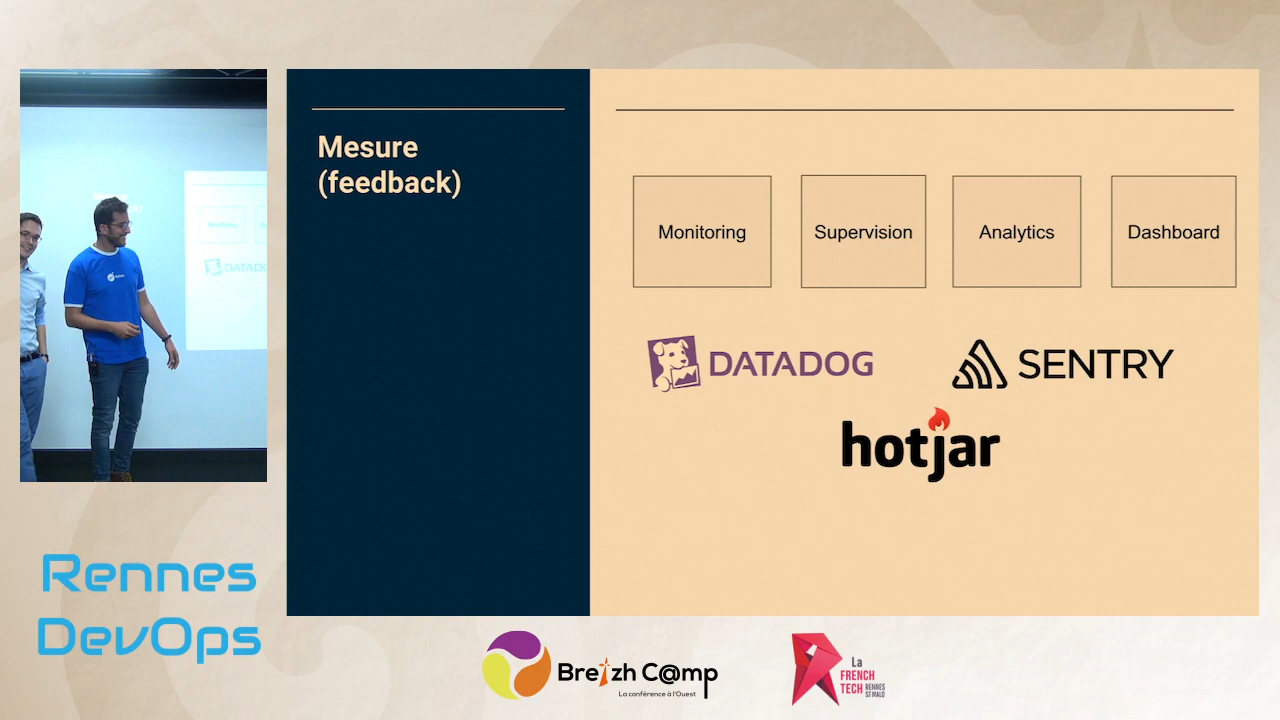 Mesure
(feedback)
Monitoring
Supervision
Analytics
Dashboard
DATADOG
SENTRY
hotjar
DATADOG
Rennes
DevOps
Breizh C@mp
La conférence à l'Ouest
La
FRENCH
TECH
RENNES
ST MALO